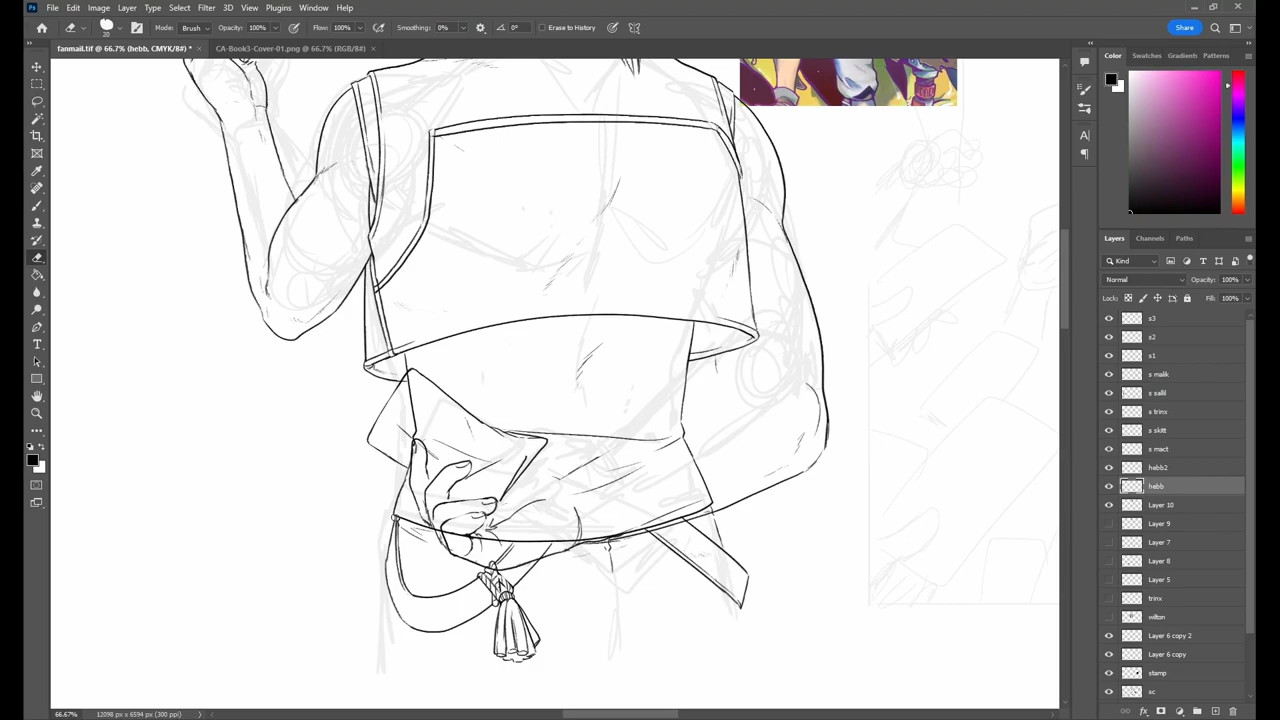 Ps File Edit Image Layer Type Select Filter 3D View Plugins Window Help
20 Mode: Brush Opacity: 100% Flow: 100% Smoothing: 0% 0° Erase to History Share
fanmail.tif @ 66.7% (hebb, CMYK/8#) * × CA-Book3-Cover-01.png @ 66.7% (RGB/8#) ×
Color Swatches Gradients Patterns
Layers Channels Paths
Kind
Normal Opacity: 100%
Lock: Fill: 100%
s3
s2
s1
s malik
s sallil
s trinx
s skitt
s mact
hebb2
hebb
Layer 10
Layer 9
Layer 7
Layer 8
Layer 5
trinx
wilton
Layer 6 copy 2
Layer 6 copy
stamp
sc
66.67% 12098 px x 6594 px (300 ppi)